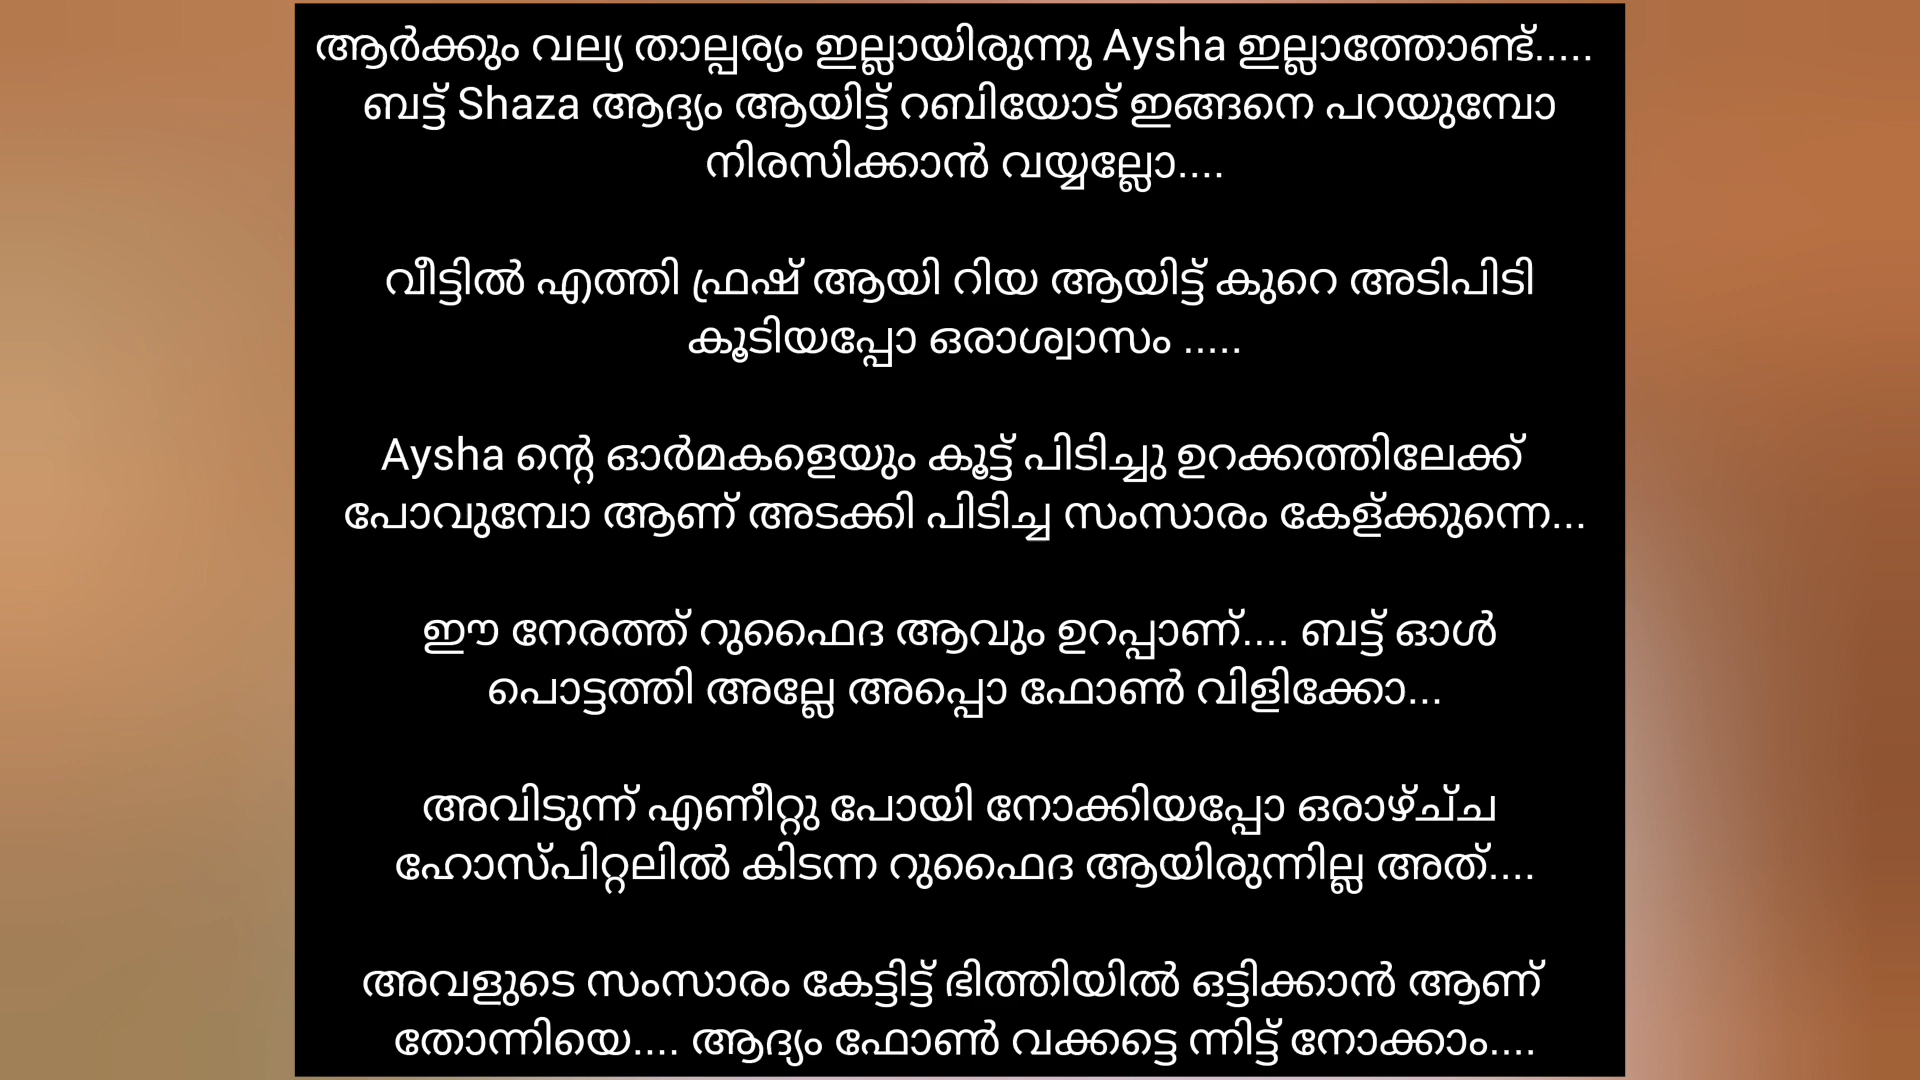 ആർക്കും വല്യ താല്പര്യം ഇല്ലായിരുന്നു Aysha ഇല്ലാത്തോണ്ട്.....
ബട്ട് Shaza ആദ്യം ആയിട്ട് റബിയോട് ഇങ്ങനെ പറയുമ്പോ
നിരസിക്കാൻ വയ്യല്ലോ....
വീട്ടിൽ എത്തി ഫ്രഷ് ആയി റിയ ആയിട്ട് കുറെ അടിപിടി
കൂടിയപ്പോ ഒരാശ്വാസം .....
Aysha ന്റെ ഓർമകളെയും കൂട്ട് പിടിച്ചു ഉറക്കത്തിലേക്ക്
പോവുമ്പോ ആണ് അടക്കി പിടിച്ച സംസാരം കേള്ക്കുന്നെ...
ഈ നേരത്ത് റുഫൈദ ആവും ഉറപ്പാണ്.... ബട്ട് ഓൾ
പൊട്ടത്തി അല്ലേ അപ്പൊ ഫോൺ വിളിക്കോ...
അവിടുന്ന് എണീറ്റു പോയി നോക്കിയപ്പോ ഒരാഴ്ച്ച
ഹോസ്പിറ്റലിൽ കിടന്ന റുഫൈദ ആയിരുന്നില്ല അത്....
അവളുടെ സംസാരം കേട്ടിട്ട് ഭിത്തിയിൽ ഒട്ടിക്കാൻ ആണ്
തോന്നിയെ.... ആദ്യം ഫോൺ വക്കട്ടെ ന്നിട്ട് നോക്കാം....